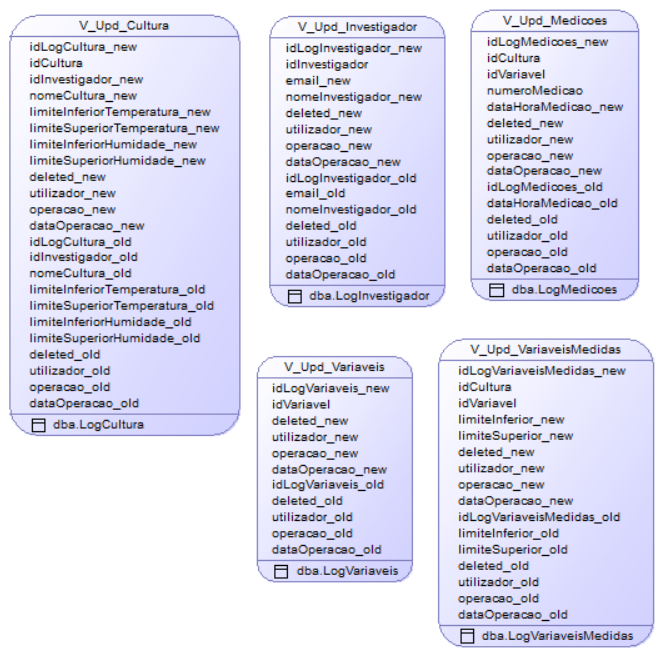 V_Upd_Cultura
idLogCultura_new
idCultura
idInvestigador_new
nomeCultura_new
limiteInferiorTemperatura_new
limiteSuperiorTemperatura_new
limiteInferiorHumidade_new
limiteSuperiorHumidade_new
deleted_new
utilizador_new
operacao_new
dataOperacao_new
idLogCultura_old
idInvestigador_old
nomeCultura_old
limiteInferiorTemperatura_old
limiteSuperiorTemperatura_old
limiteInferiorHumidade_old
limiteSuperiorHumidade_old
deleted_old
utilizador_old
operacao_old
dataOperacao_old
dba.LogCultura
V_Upd_Investigador
idLogInvestigador_new
idInvestigador
email_new
nomeInvestigador_new
deleted_new
utilizador_new
operacao_new
dataOperacao_new
idLogInvestigador_old
email_old
nomeInvestigador_old
deleted_old
utilizador_old
operacao_old
dataOperacao_old
dba.LogInvestigador
V_Upd_Medicoes
idLogMedicoes_new
idCultura
idVariavel
numeroMedicao
dataHoraMedicao_new
deleted_new
utilizador_new
operacao_new
dataOperacao_new
idLogMedicoes_old
dataHoraMedicao_old
deleted_old
utilizador_old
operacao_old
dataOperacao_old
dba.LogMedicoes
V_Upd_Variaveis
idLogVariaveis_new
idVariavel
deleted_new
utilizador_new
operacao_new
dataOperacao_new
idLogVariaveis_old
deleted_old
utilizador_old
operacao_old
dataOperacao_old
dba.LogVariaveis
V_Upd_VariaveisMedidas
idLogVariaveisMedidas_new
idCultura
idVariavel
limiteInferior_new
limiteSuperior_new
deleted_new
utilizador_new
operacao_new
dataOperacao_new
idLogVariaveisMedidas_old
limiteInferior_old
limiteSuperior_old
deleted_old
utilizador_old
operacao_old
dataOperacao_old
dba.LogVariaveisMedidas